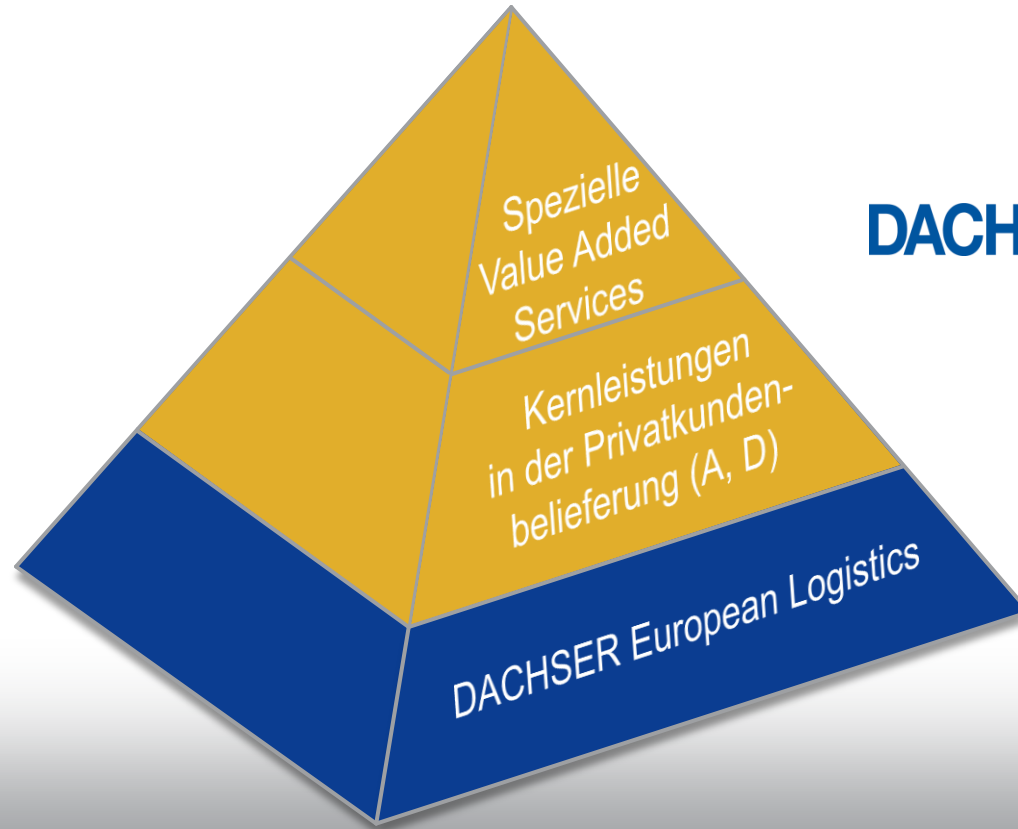 Spezielle
Value Added
Services
DACH
Kernleistungen
in der Privatkunden-
belieferung (A, D)
DACHSER European Logistics